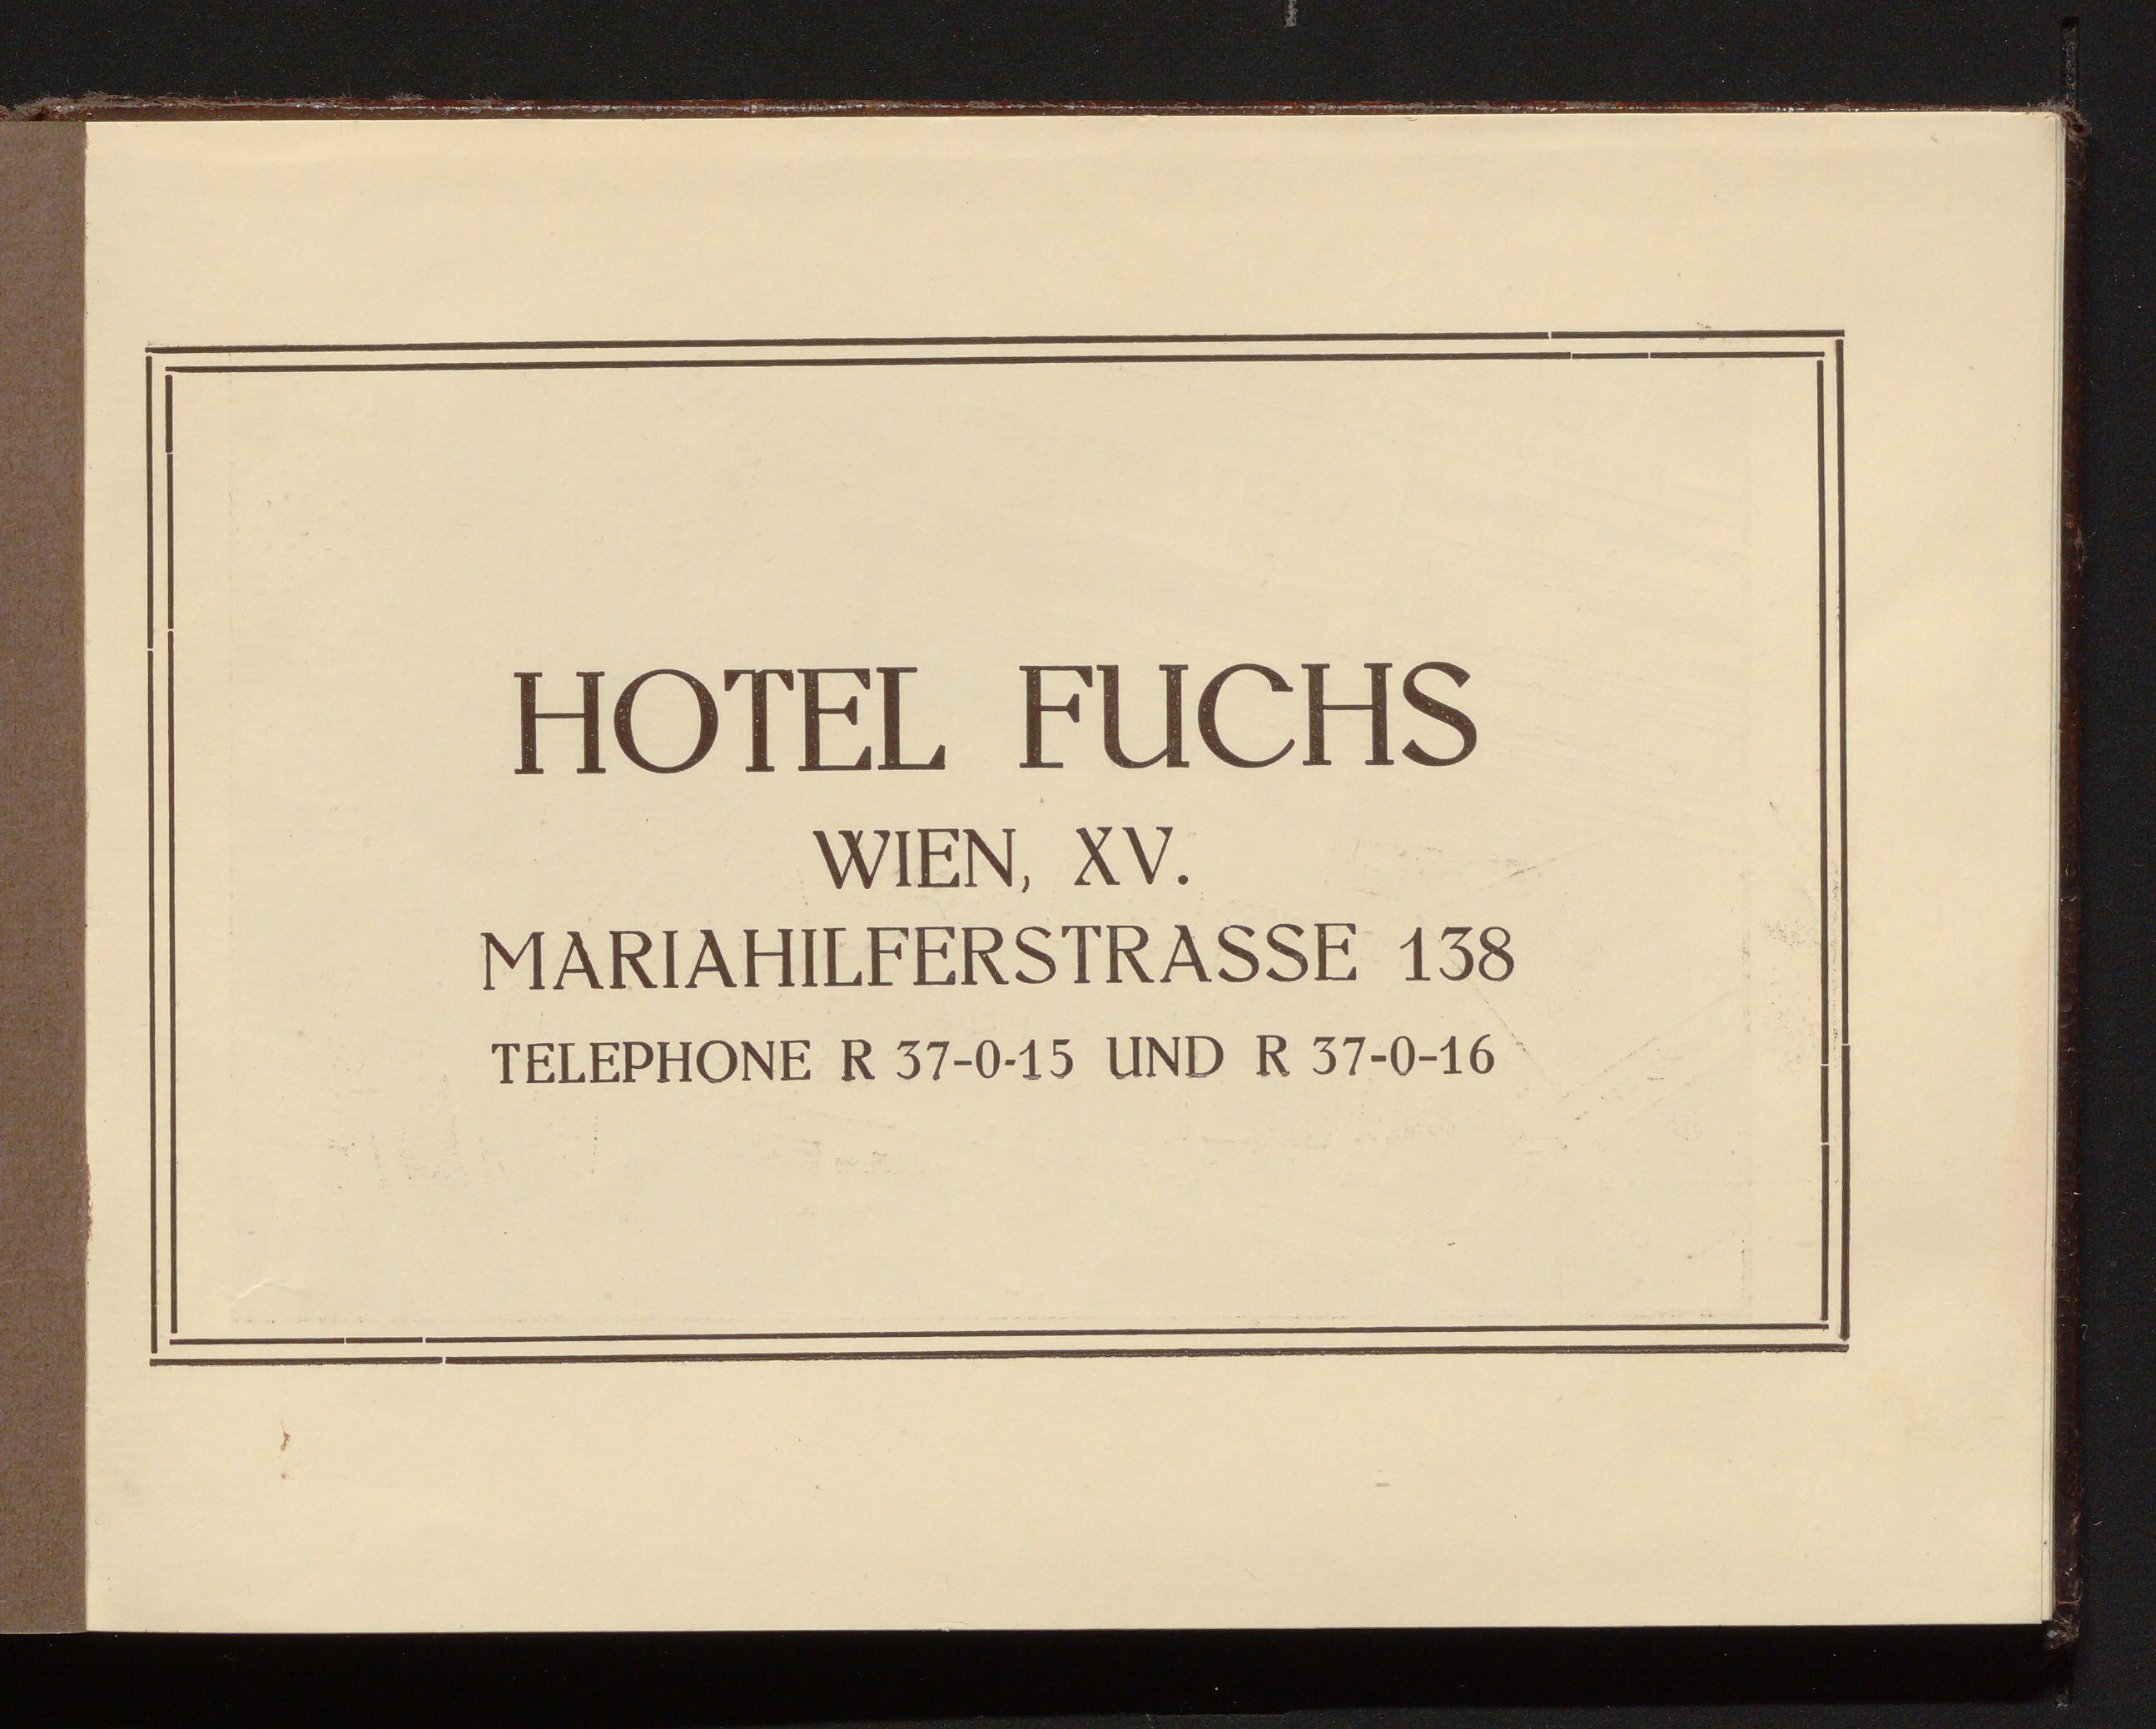 HOTEL FUCHS
WIEN, XV.
MARIAHILFERSTRASSE 138
TELEPHONE R 37-0-15 UND R 37-0-16